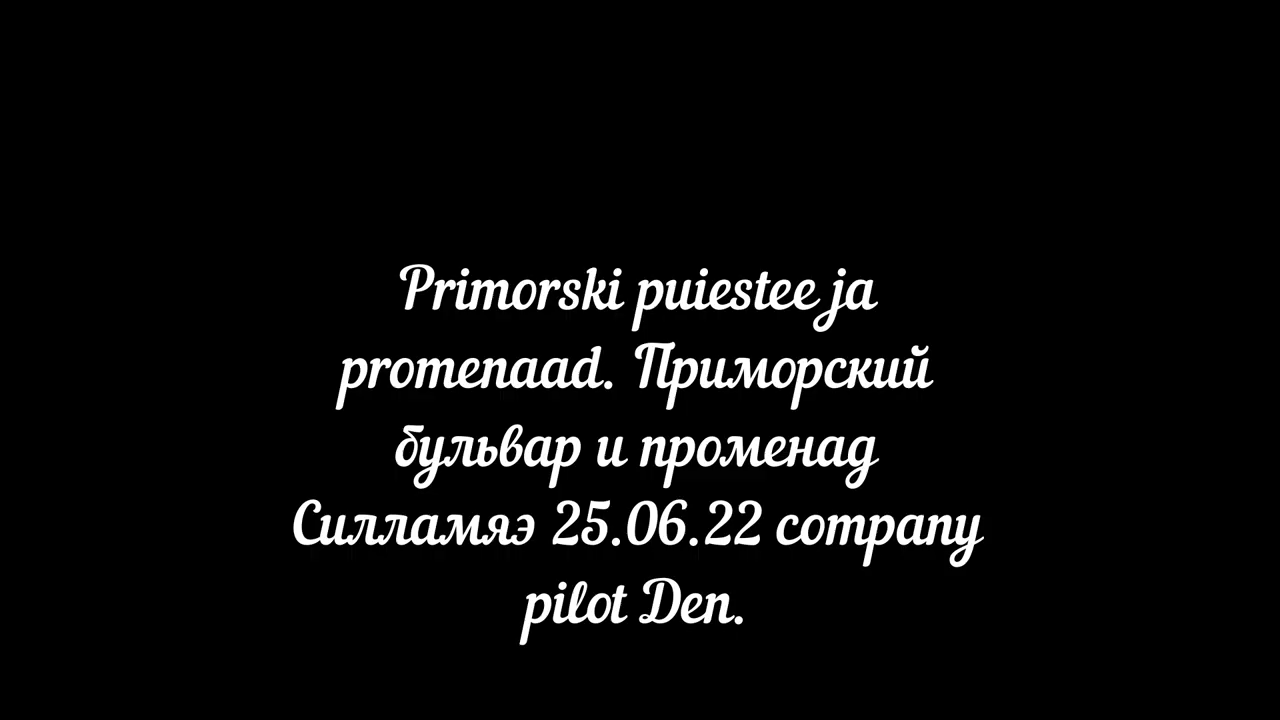 Primorski puiestee ja
promenaad. Приморский
бульвар и променад
Силламяэ 25.06.22 company
pilot Den.